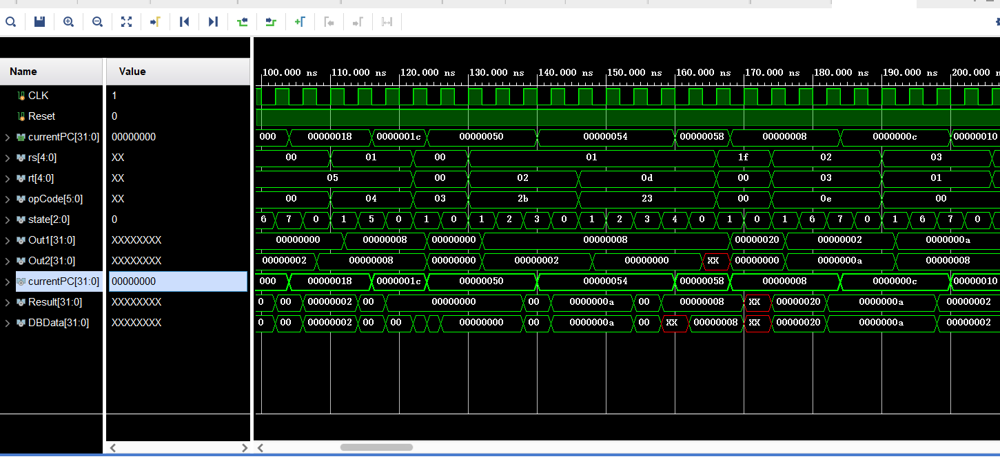 Name Value
100.000 ns 110.000 ns 120.000 ns 130.000 ns 140.000 ns 150.000 ns 160.000 ns 170.000 ns 180.000 ns 190.000 ns 200.000 ns
CLK 1
Reset 0
currentPC[31:0] 00000000 000 00000018 0000001c 00000050 00000054 00000058 00000008 0000000c 00000010
rs[4:0] XX 00 01 00 01 1f 02 03
rt[4:0] XX 05 00 02 0d 00 03 01
opCode[5:0] XX 00 04 03 2b 23 00 0e 00
state[2:0] 0 6 7 0 1 5 0 1 0 1 2 3 0 1 2 3 4 0 1 0 1 6 7 0 1 6 7 0
Out1[31:0] XXXXXXXX 00000000 00000008 00000000 00000008 00000020 00000002 0000000a
Out2[31:0] XXXXXXXX 00000002 00000008 00000000 00000002 00000000 XX 00000000 0000000a 00000008
currentPC[31:0] 00000000 000 00000018 0000001c 00000050 00000054 00000058 00000008 0000000c 00000010
Result[31:0] XXXXXXXX 0 00 00000002 00 00000000 00 0000000a 00 00000008 XX 00000020 0000000a 00000002
DBData[31:0] XXXXXXXX 0 00 00000002 00 00 00000000 00 0000000a 00 XX 00000008 XX 00000020 0000000a 00000002